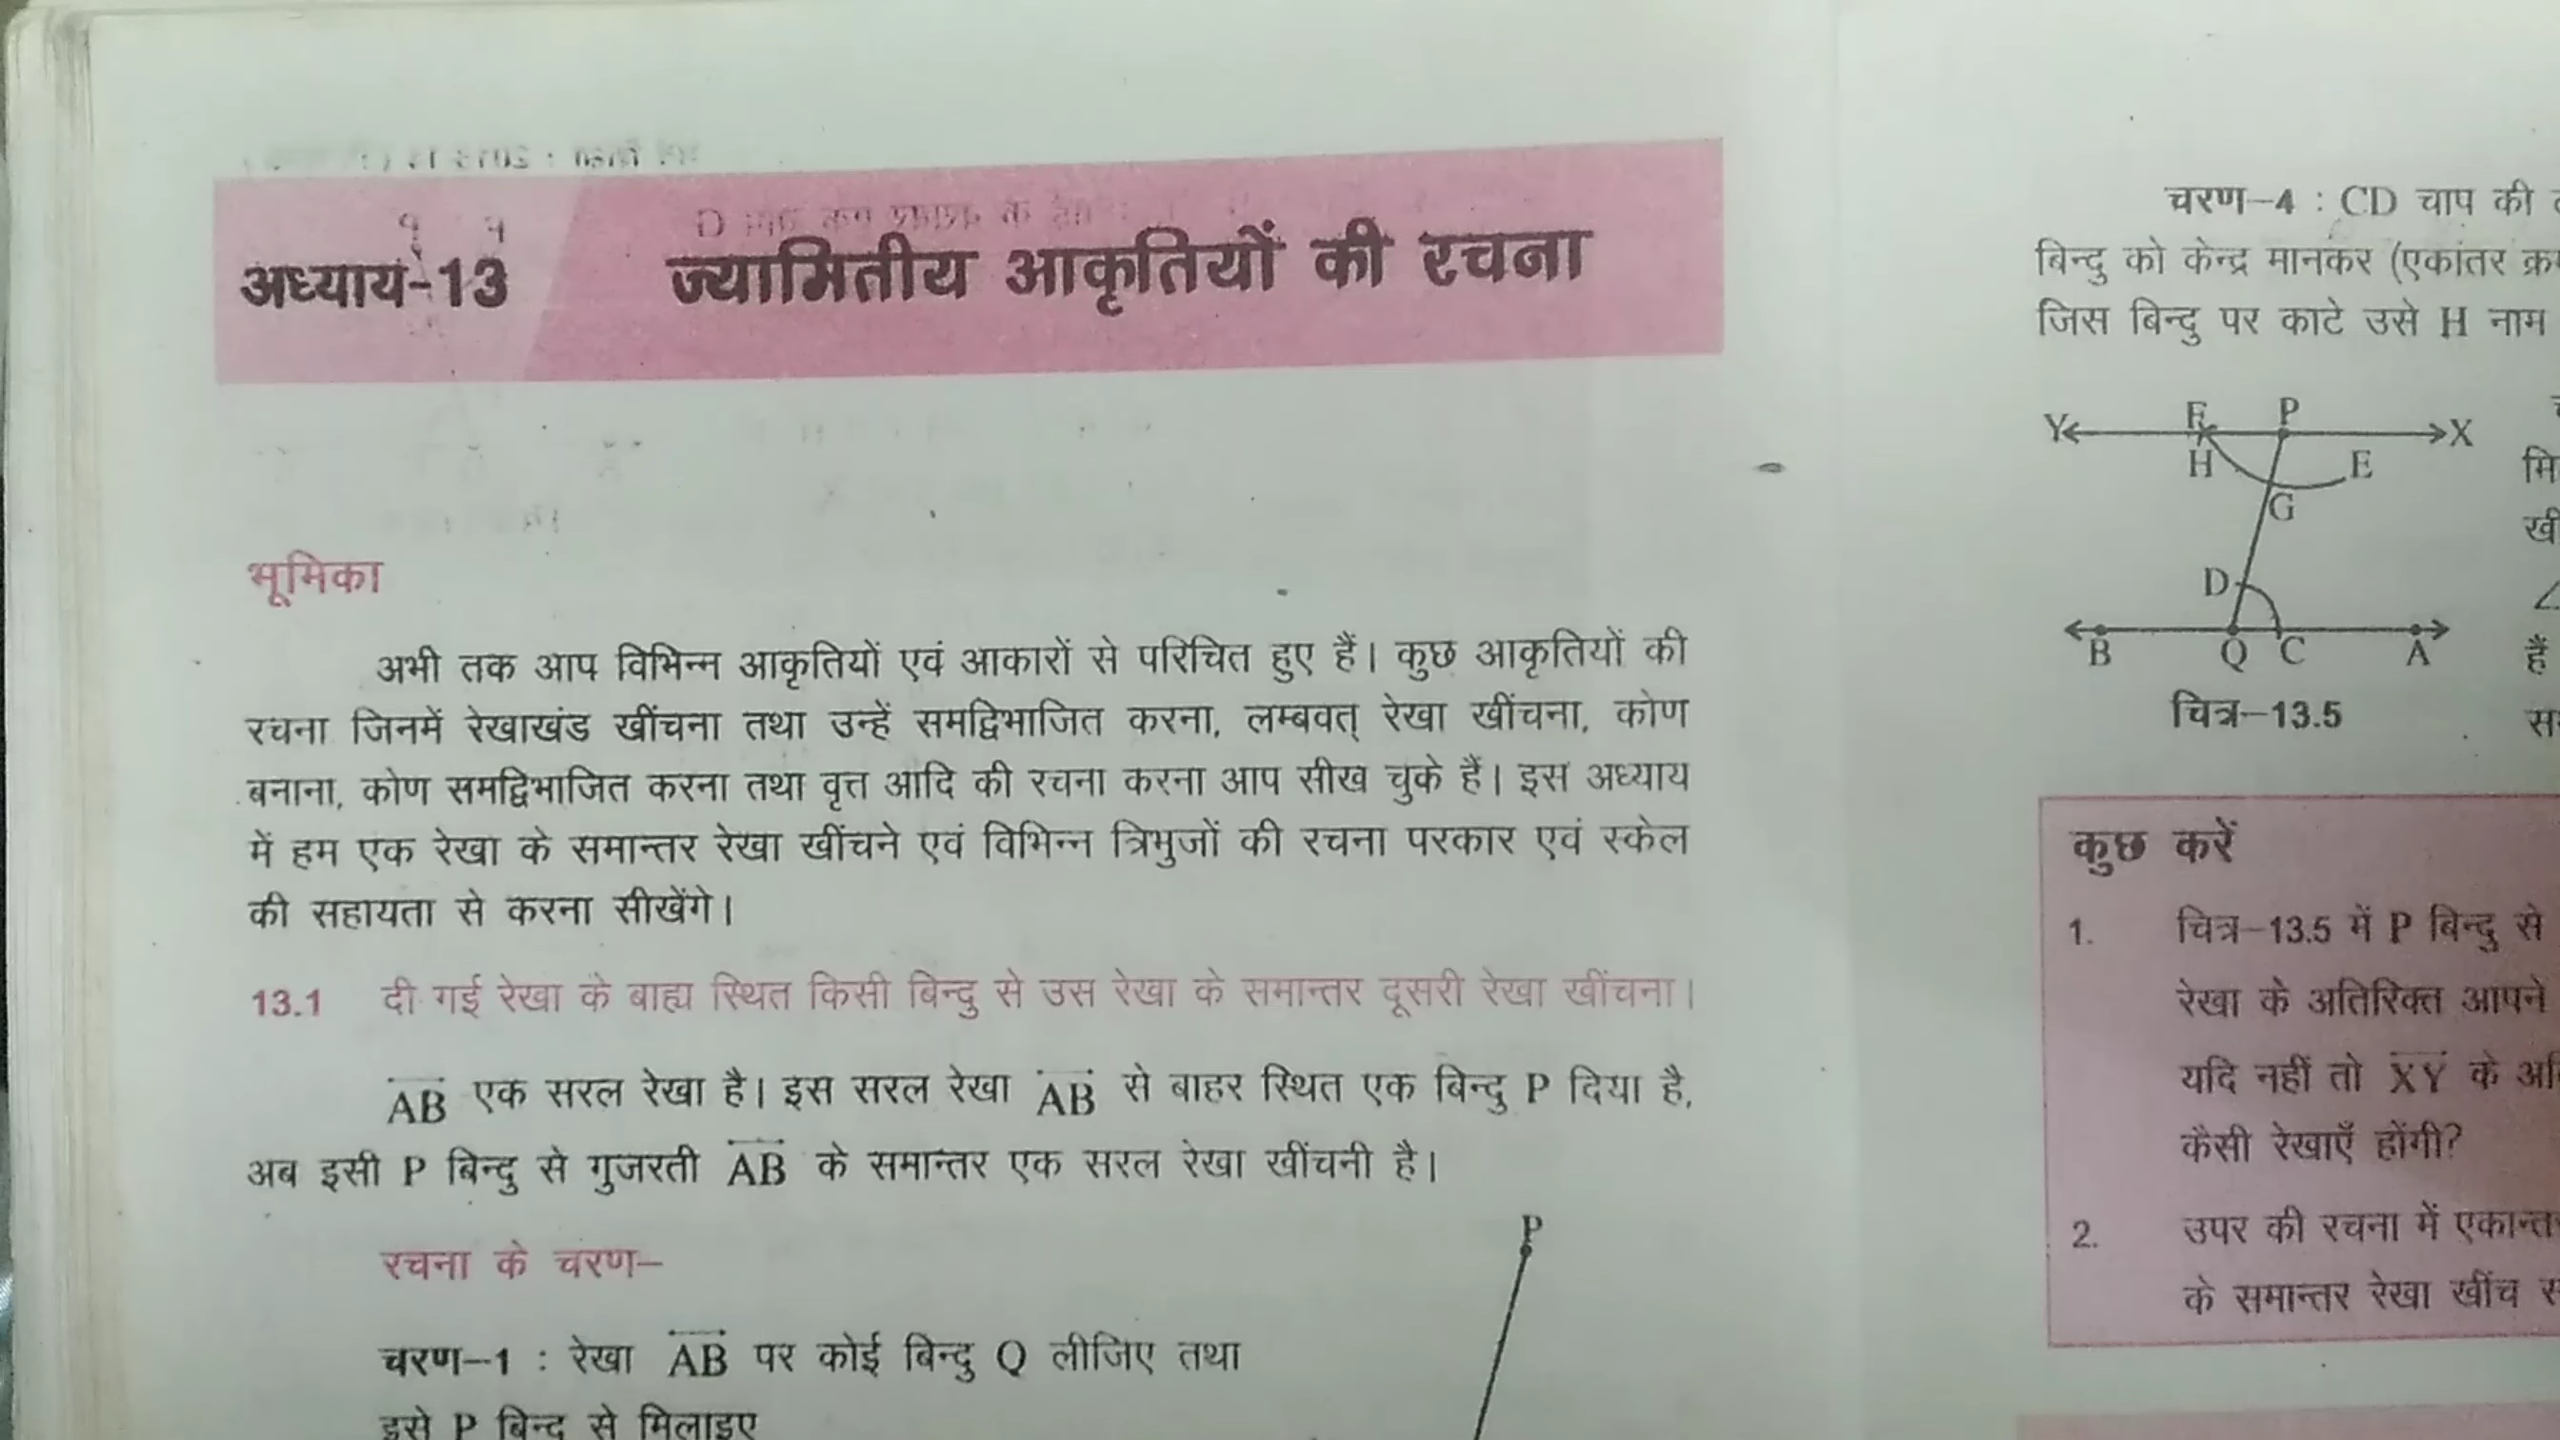 अध्याय-13 ज्यामितीय आकृतियों की रचना
भूमिका
अभी तक आप विभिन्न आकृतियों एवं आकारों से परिचित हुए हैं। कुछ आकृतियों की
रचना जिनमें रेखाखंड खींचना तथा उन्हें समद्विभाजित करना, लम्बवत् रेखा खींचना, कोण
बनाना, कोण समद्विभाजित करना तथा वृत्त आदि की रचना करना आप सीख चुके हैं। इस अध्याय
में हम एक रेखा के समान्तर रेखा खींचने एवं विभिन्न त्रिभुजों की रचना परकार एवं स्केल
की सहायता से करना सीखेंगे।
13.1 दी गई रेखा के बाह्य स्थित किसी बिन्दु से उस रेखा के समान्तर दूसरी रेखा खींचना।
AB एक सरल रेखा है। इस सरल रेखा AB से बाहर स्थित एक बिन्दु P दिया है,
अब इसी P बिन्दु से गुजरती AB के समान्तर एक सरल रेखा खींचनी है।
रचना के चरण–
चरण–1 : रेखा AB पर कोई बिन्दु Q लीजिए तथा
इसे P बिन्दु से मिलाइए
P
चरण–4 : CD चाप की
बिन्दु को केन्द्र मानकर (एकांतर
जिस बिन्दु पर काटे उसे H नाम
Y F P X
H E
G
D
B Q C A
चित्र–13.5
कुछ करें
1. चित्र–13.5 में P बिन्दु से
रेखा के अतिरिक्त आपने
यदि नहीं तो XY के
कैसी रेखाएँ होंगी?
2. उपर की रचना में
के समान्तर रेखा खींच